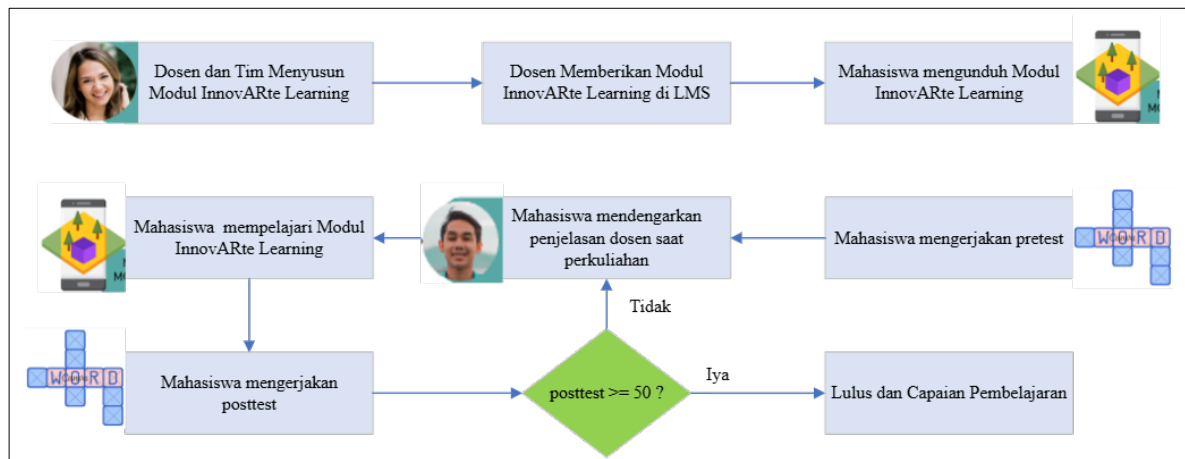 Dosen dan Tim Menyusun
Modul InnovARte Learning
Dosen Memberikan Modul
InnovARte Learning di LMS
Mahasiswa mengunduh Modul
InnovARte Learning
Mahasiswa mempelajari Modul
InnovARte Learning
Mahasiswa mendengarkan
penjelasan dosen saat
perkuliahan
Mahasiswa mengerjakan pretest
WORD
Tidak
WORD
Mahasiswa mengerjakan
posttest
posttest >= 50 ?
Iya
Lulus dan Capaian Pembelajaran